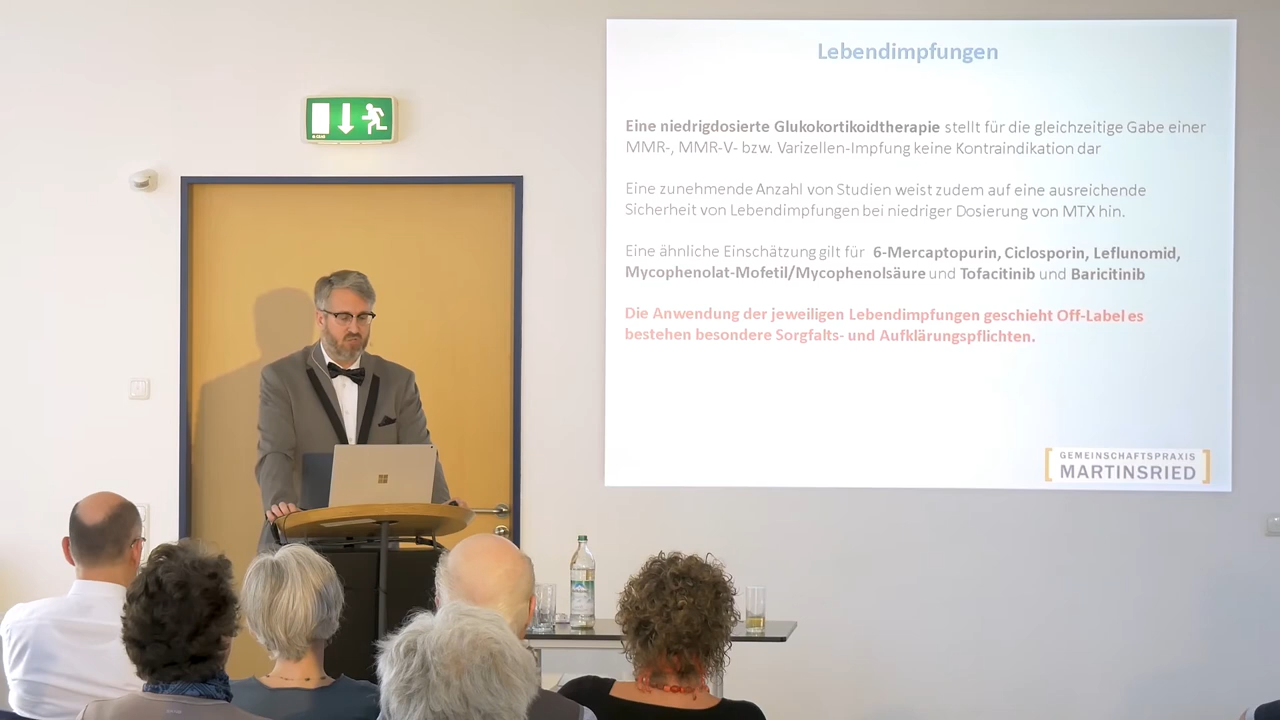 Lebendimpfungen
Eine niedrigdosierte Glukokortikoidtherapie stellt für die gleichzeitige Gabe einer
MMR-, MMR-V- bzw. Varizellen-Impfung keine Kontraindikation dar
Eine zunehmende Anzahl von Studien weist zudem auf eine ausreichende
Sicherheit von Lebendimpfungen bei niedriger Dosierung von MTX hin.
Eine ähnliche Einschätzung gilt für 6-Mercaptopurin, Ciclosporin, Leflunomid,
Mycophenolat-Mofetil/Mycophenolsäure und Tofacitinib und Baricitinib
Die Anwendung der jeweiligen Lebendimpfungen geschieht Off-Label es
bestehen besondere Sorgfalts- und Aufklärungspflichten.
GEMEINSCHAFTSPRAXIS
MARTINSRIED